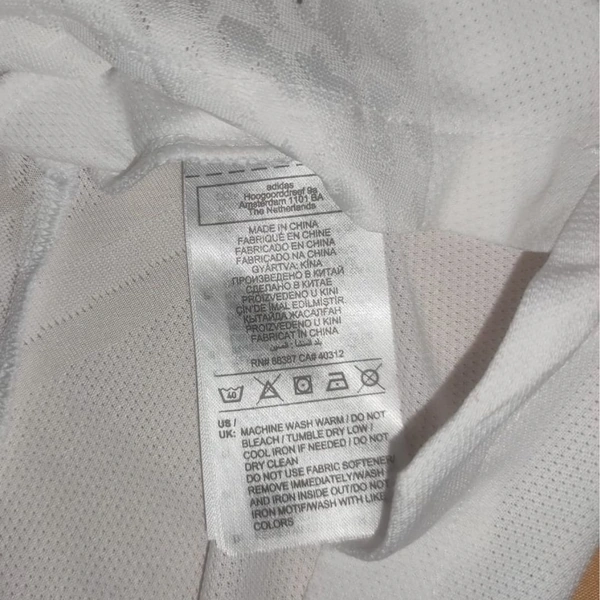 adidas
Hoogoorddreef 9a
Amsterdam 1101 BA
The Netherlands
MADE IN CHINA
FABRIQUÉ EN CHINE
FABRICADO EN CHINA
FABRICADO NA CHINA
GYÁRTVA: KÍNA
ПРОИЗВЕДЕНО В КИТАЙ
СДЕЛАНО В КИТАЕ
PROIZVEDENO U KINI
ÇİN'DE İMAL EDİLMİŞTİR
ҚЫТАЙДА ЖАСАЛҒАН
PROIZVEDENO U KINI
FABRICAT ÎN CHINA
بلد المنشأ : الصين
RN# 88387 CA# 40312
40
US /
UK: MACHINE WASH WARM / DO NOT
BLEACH / TUMBLE DRY LOW /
COOL IRON IF NEEDED / DO NOT
DRY CLEAN
DO NOT USE FABRIC SOFTENER/
REMOVE IMMEDIATELY/WASH
AND IRON INSIDE OUT/DO NOT
IRON MOTIF/WASH WITH LIKE
COLORS